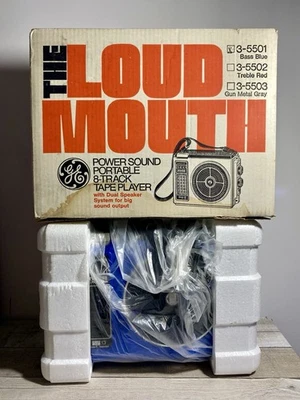 THE
LOUD
MOUTH
3-5501
Bass Blue
3-5502
Treble Red
3-5503
Gun Metal Gray
GE
POWER SOUND
PORTABLE
8-TRACK
TAPE PLAYER
with Dual Speaker
System for big
sound output